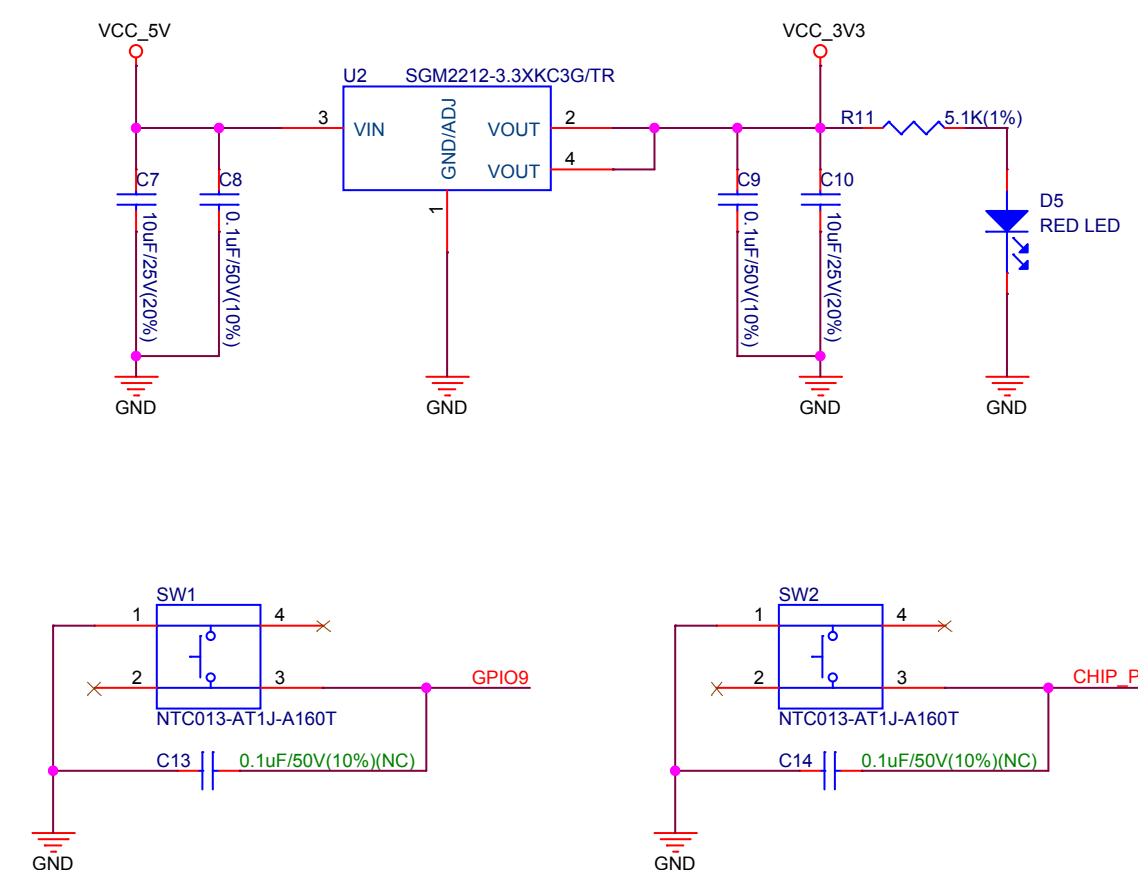 VCC_5V
VCC_3V3
U2 SGM2212-3.3XKC3G/TR
3 VIN GND/ADJ VOUT 2
VOUT 4
1
R11 5.1K(1%)
C7
10uF/25V(20%)
C8
0.1uF/50V(10%)
C9
0.1uF/50V(10%)
C10
10uF/25V(20%)
D5
RED LED
GND
GND
GND
GND
SW1
1 4
2 3
GPIO9
NTC013-AT1J-A160T
C13 0.1uF/50V(10%)(NC)
GND
SW2
1 4
2 3
CHIP_P
NTC013-AT1J-A160T
C14 0.1uF/50V(10%)(NC)
GND